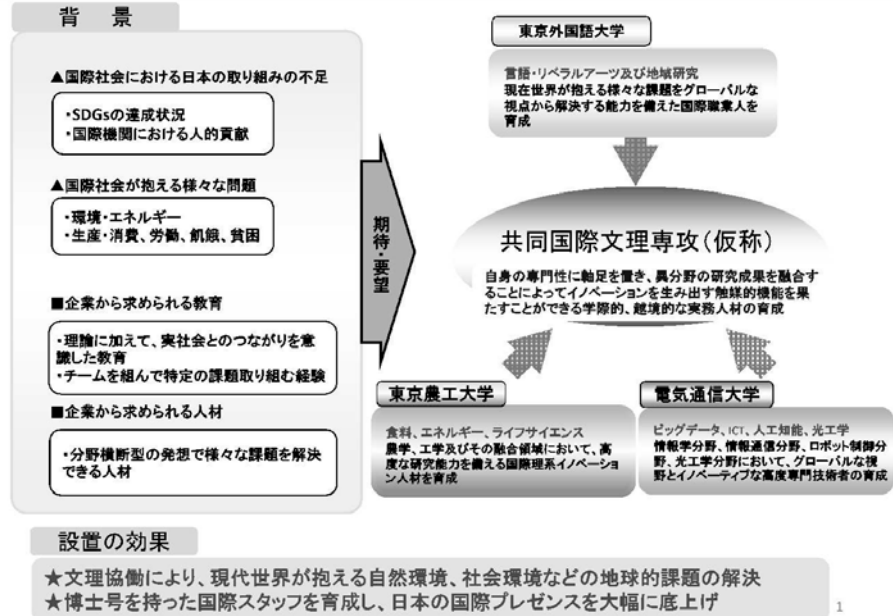 背 景
▲国際社会における日本の取り組みの不足
・SDGsの達成状況
・国際機関における人的貢献
▲国際社会が抱える様々な問題
・環境・エネルギー
・生産・消費、労働、飢餓、貧困
■企業から求められる教育
・理論に加えて、実社会とのつながりを意
識した教育
・チームを組んで特定の課題取り組む経験
■企業から求められる人材
・分野横断型の発想で様々な課題を解決
できる人材
期待・要望
東京外国語大学
言語・リベラルアーツ及び地域研究
現在世界が抱える様々な課題をグローバルな
視点から解決する能力を備えた国際職業人を
育成
共同国際文理専攻(仮称)
自身の専門性に軸足を置き、異分野の研究成果を融合す
ることによってイノベーションを生み出す触媒的機能を果
たすことができる学際的、越境的な実務人材の育成
東京農工大学
食料、エネルギー、ライフサイエンス
農学、工学及びその融合領域において、高
度な研究能力を備える国際理系イノベーショ
ン人材を育成
電気通信大学
ビッグデータ、ICT、人工知能、光工学
情報学分野、情報通信分野、ロボット制御分
野、光工学分野において、グローバルな視
野とイノベーティブな高度専門技術者の育成
設置の効果
★文理協働により、現代世界が抱える自然環境、社会環境などの地球的課題の解決
★博士号を持った国際スタッフを育成し、日本の国際プレゼンスを大幅に底上げ
1